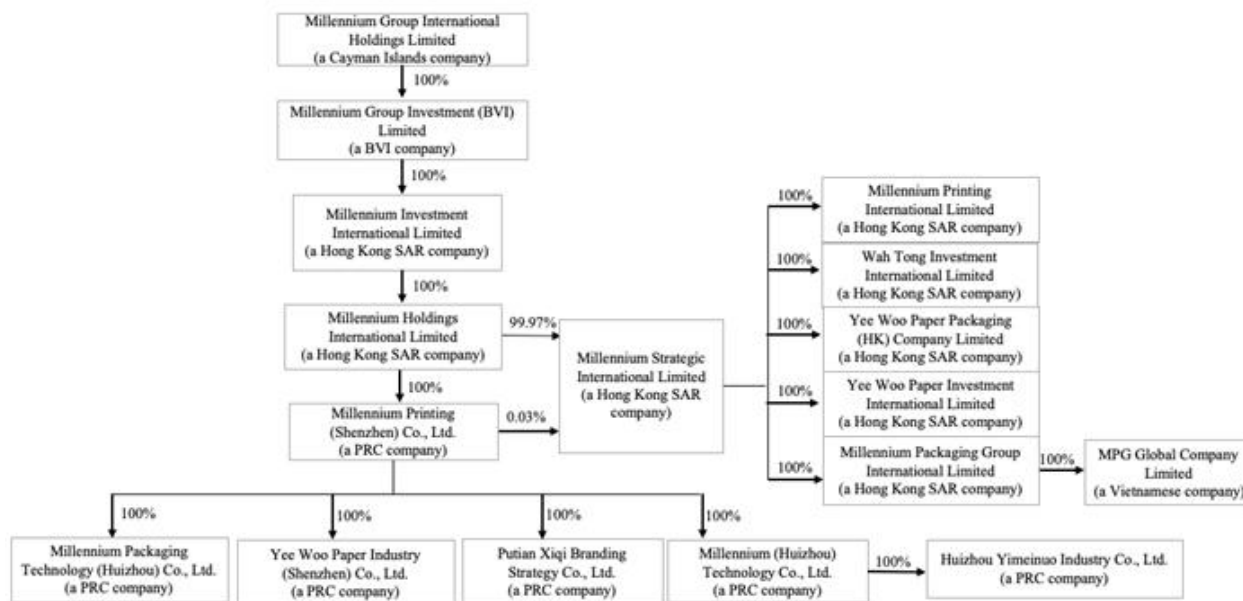 Millennium Group International
Holdings Limited
(a Cayman Islands company)
100%
Millennium Group Investment (BVI)
Limited
(a BVI company)
100%
Millennium Investment
International Limited
(a Hong Kong SAR company)
100%
Millennium Holdings
International Limited
(a Hong Kong SAR company)
99.97%
100%
Millennium Printing
(Shenzhen) Co., Ltd.
(a PRC company)
0.03%
Millennium Strategic
International Limited
(a Hong Kong SAR
company)
100%
Millennium Printing
International Limited
(a Hong Kong SAR company)
100%
Wah Tong Investment
International Limited
(a Hong Kong SAR company)
100%
Yee Woo Paper Packaging
(HK) Company Limited
(a Hong Kong SAR company)
100%
Yee Woo Paper Investment
International Limited
(a Hong Kong SAR company)
100%
Millennium Packaging Group
International Limited
(a Hong Kong SAR company)
100%
MPG Global Company
Limited
(a Vietnamese company)
100%
Millennium Packaging
Technology (Huizhou) Co., Ltd.
(a PRC company)
100%
Yee Woo Paper Industry
(Shenzhen) Co., Ltd.
(a PRC company)
100%
Putian Xiqi Branding
Strategy Co., Ltd.
(a PRC company)
100%
Millennium (Huizhou)
Technology Co., Ltd.
(a PRC company)
100%
Huizhou Yimeinuo Industry Co., Ltd.
(a PRC company)